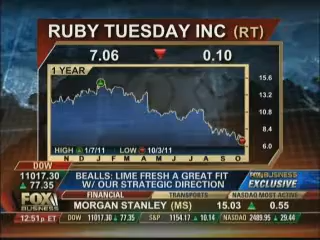 RUBY TUESDAY INC (RT)
7.06 0.10
1 YEAR
15.6
13.2
10.8
8.4
6.0
HIGH 1/7/11 LOW 10/3/11
N D J F M A M J J A S O
DOW
11017.30
77.35
BEALLS: LIME FRESH A GREAT FIT
W/ OUR STRATEGIC DIRECTION
FOX BUSINESS
EXCLUSIVE
FOX
BUSINESS
FINANCIAL NASDAQ MOST ACTIVE
MORGAN STANLEY (MS) 15.03 0.55
12:51p ET DOW 11017.30 77.35 S&P 1154.17 10.14 NASDAQ 2489.95 29.44